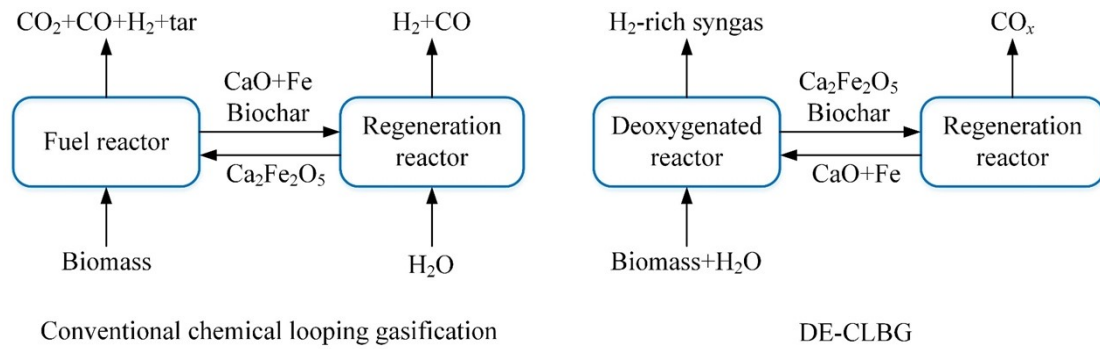 CO₂+CO+H₂+tar
H₂+CO
CaO+Fe
Biochar
Fuel reactor
Regeneration
reactor
Ca₂Fe₂O₅
Biomass
H₂O
Conventional chemical looping gasification
H₂-rich syngas
COₓ
Ca₂Fe₂O₅
Biochar
Deoxygenated
reactor
Regeneration
reactor
CaO+Fe
Biomass+H₂O
DE-CLBG